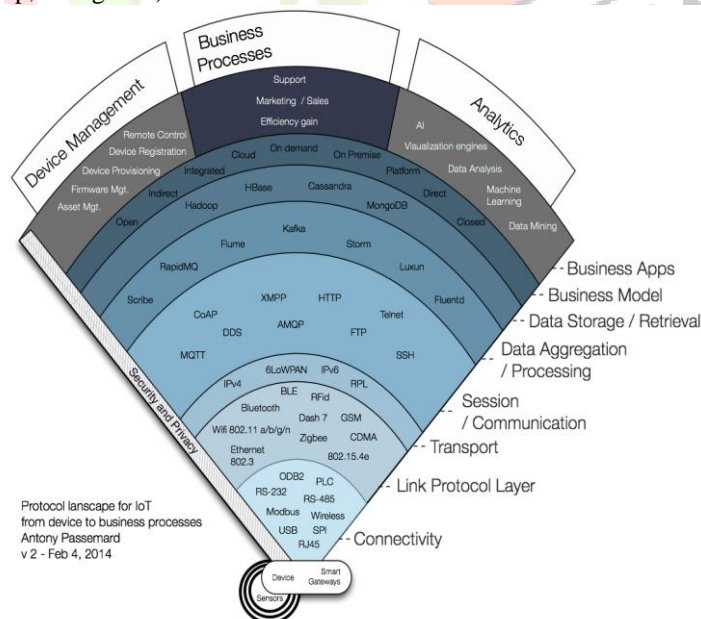 Device Management
Business
Processes
Analytics
Support
Marketing / Sales
Efficiency gain
Remote Control
Device Registration
Device Provisioning
Firmware Mgt.
Asset Mgt.
AI
Visualization engines
Data Analysis
Machine
Learning
Data Mining
Open
Indirect
Integrated
Cloud
On demand
On Premise
Platform
Direct
Closed
Hadoop
HBase
Cassandra
MongoDB
Scribe
RapidMQ
Flume
Kafka
Storm
Luxun
Fluentd
MQTT
CoAP
DDS
XMPP
AMQP
HTTP
FTP
Telnet
SSH
IPv4
6LoWPAN
IPv6
RPL
Ethernet
802.3
Wifi 802.11 a/b/g/n
Bluetooth
BLE
RFid
Dash 7
Zigbee
GSM
CDMA
802.15.4e
ODB2
PLC
RS-232
RS-485
Modbus
Wireless
USB
SPI
RJ45
Business Apps
Business Model
Data Storage / Retrieval
Data Aggregation
/ Processing
Session
/ Communication
Transport
Link Protocol Layer
Connectivity
Security and Privacy
Protocol lanscape for IoT
from device to business processes
Antony Passemard
v 2 - Feb 4, 2014
Device
Smart
Gateways
Sensors